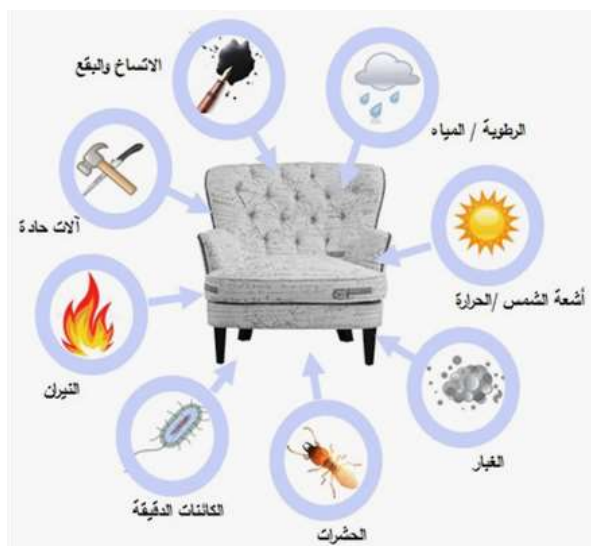 الاتساخ والبقع
الرطوبة / المياه
آلات حادة
أشعة الشمس /الحرارة
النيران
الغبار
الكائنات الدقيقة
الحشرات